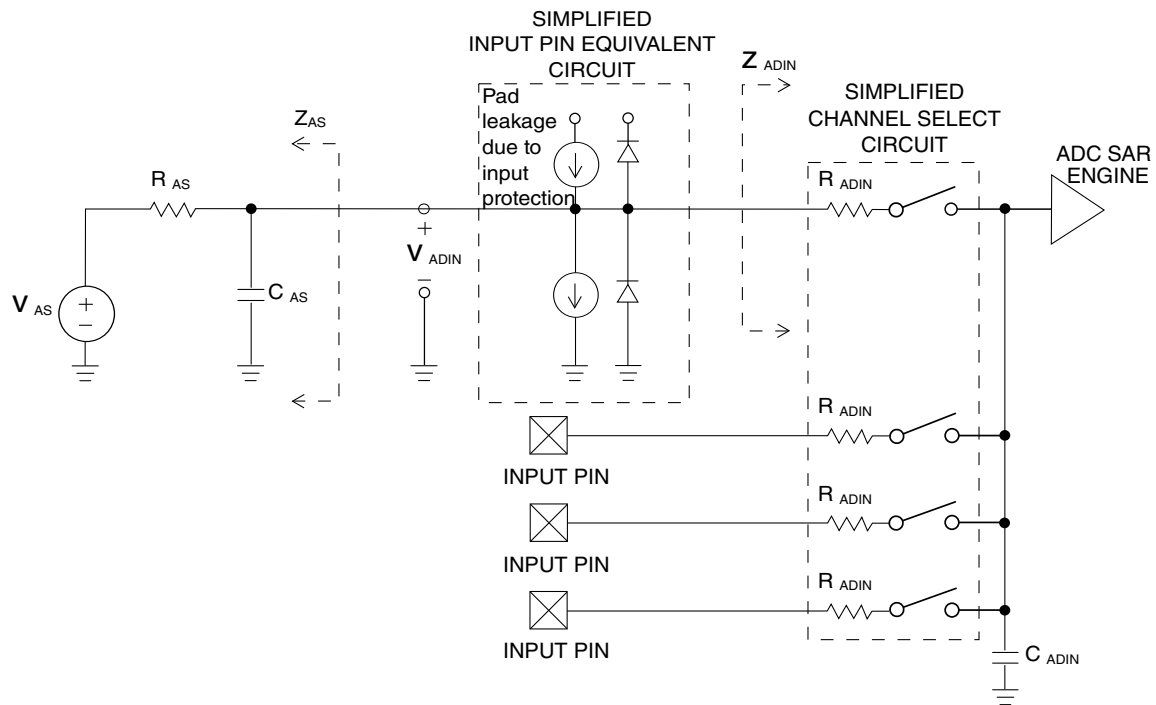 SIMPLIFIED
INPUT PIN EQUIVALENT
CIRCUIT
Z ADIN
SIMPLIFIED
CHANNEL SELECT
CIRCUIT
Pad
leakage
due to
input
protection
ZAS
R AS
R ADIN
ADC SAR
ENGINE
+
V ADIN
−
C AS
V AS
+
−
R ADIN
INPUT PIN
R ADIN
INPUT PIN
R ADIN
INPUT PIN
C ADIN